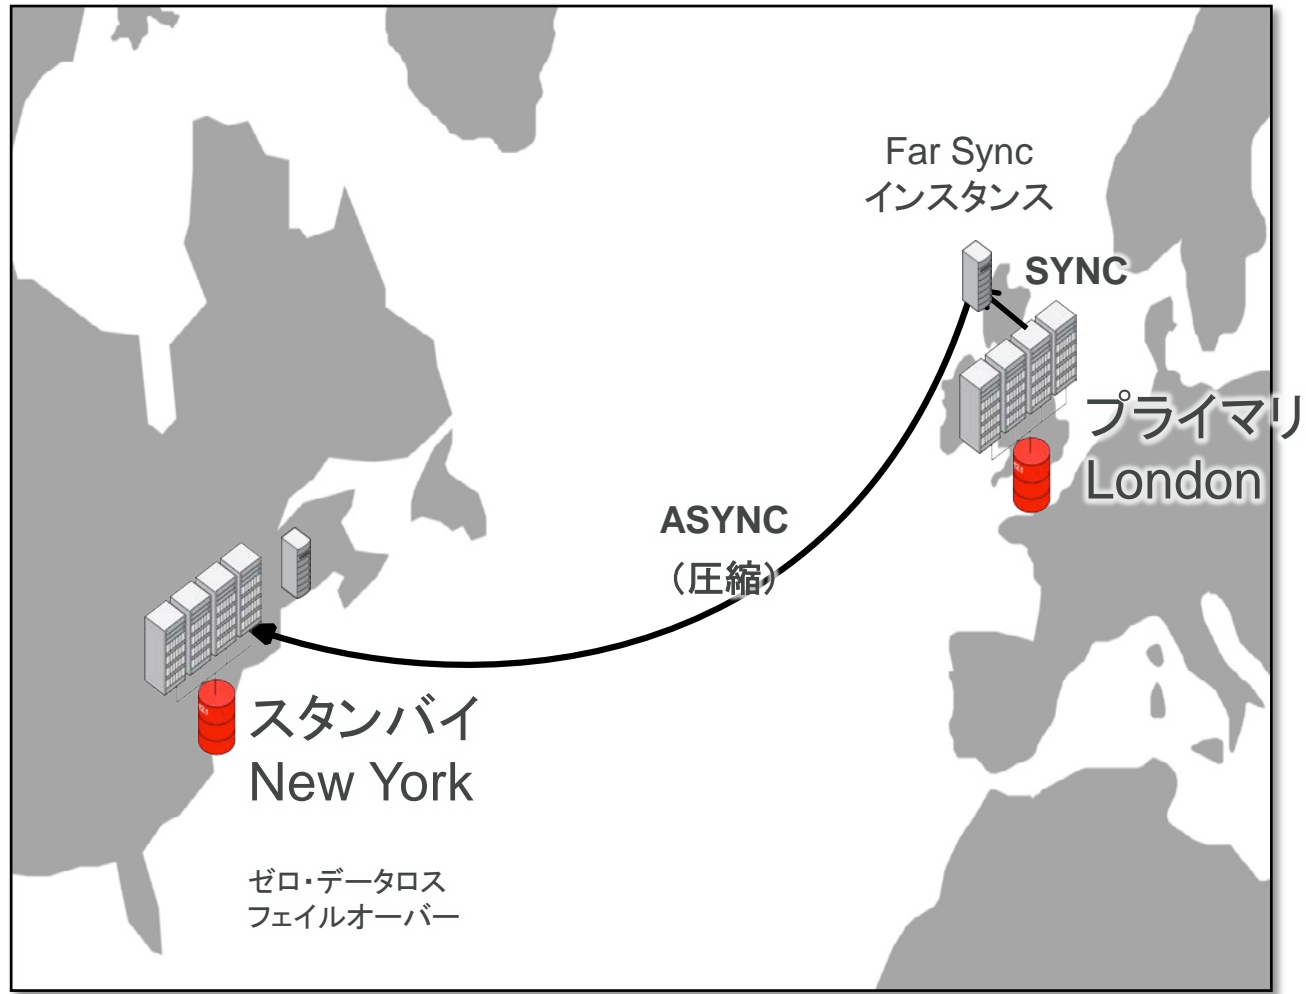 Far Sync
インスタンス
SYNC
プライマリ
London
ASYNC
（圧縮）
スタンバイ
New York
ゼロ・データロス
フェイルオーバー